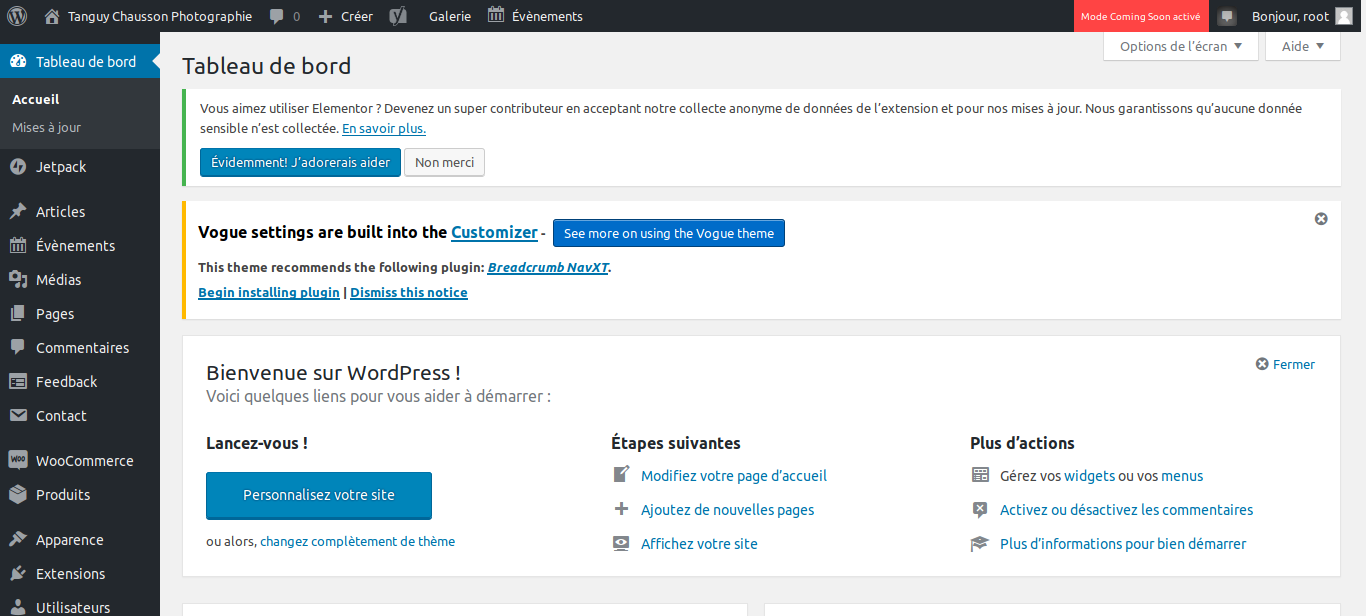 Tanguy Chausson Photographie 0 Créer Galerie Évènements Mode Coming Soon activé Bonjour, root
Tableau de bord
Accueil
Mises à jour
Jetpack
Articles
Évènements
Médias
Pages
Commentaires
Feedback
Contact
WooCommerce
Produits
Apparence
Extensions
Utilisateurs
Options de l’écran Aide
Tableau de bord
Vous aimez utiliser Elementor ? Devenez un super contributeur en acceptant notre collecte anonyme de données de l’extension et pour nos mises à jour. Nous garantissons qu’aucune donnée
sensible n’est collectée. En savoir plus.
Évidemment! J’adorerais aider Non merci
Vogue settings are built into the Customizer - See more on using the Vogue theme
This theme recommends the following plugin: Breadcrumb NavXT.
Begin installing plugin | Dismiss this notice
Bienvenue sur WordPress ! Fermer
Voici quelques liens pour vous aider à démarrer :
Lancez-vous !
Personnalisez votre site
ou alors, changez complètement de thème
Étapes suivantes
Modifiez votre page d’accueil
Ajoutez de nouvelles pages
Affichez votre site
Plus d’actions
Gérez vos widgets ou vos menus
Activez ou désactivez les commentaires
Plus d’informations pour bien démarrer